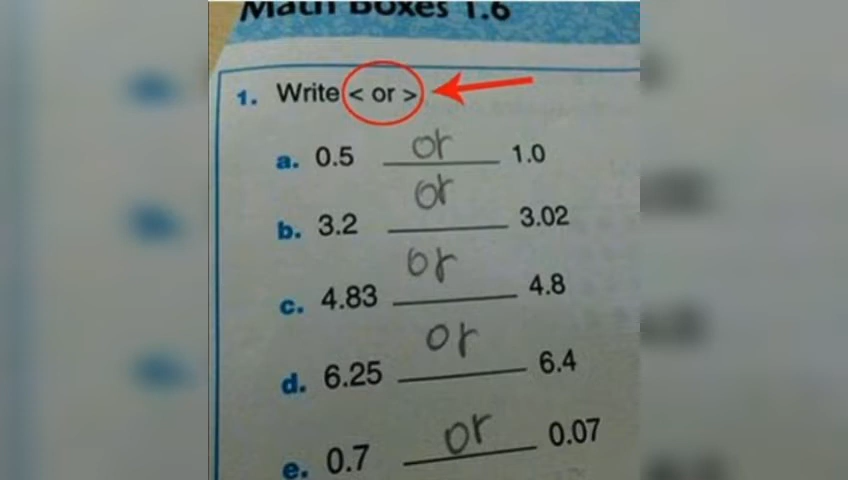 Math Boxes 1.6
1. Write < or >
a. 0.5 or 1.0
b. 3.2 or 3.02
c. 4.83 or 4.8
d. 6.25 or 6.4
e. 0.7 or 0.07